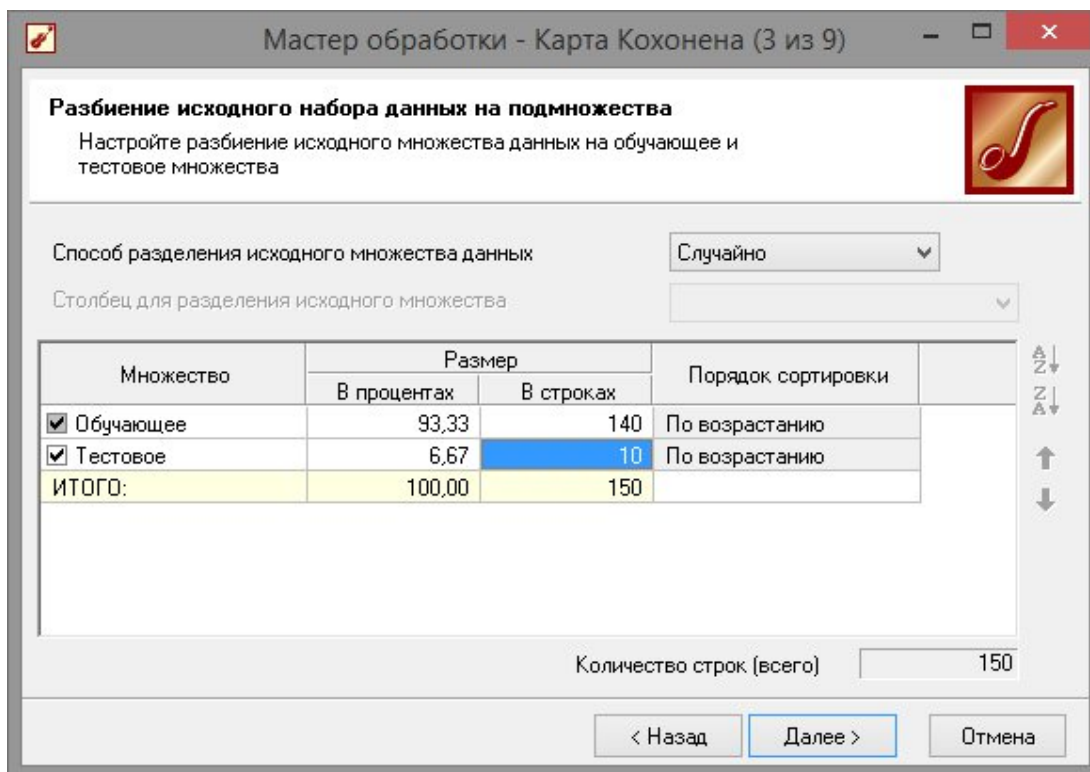 Мастер обработки - Карта Кохонена (3 из 9)
Разбиение исходного набора данных на подмножества
Настройте разбиение исходного множества данных на обучающее и
тестовое множества
Способ разделения исходного множества данных Случайно
Столбец для разделения исходного множества
Множество Размер Порядок сортировки
В процентах В строках
Обучающее 93,33 140 По возрастанию
Тестовое 6,67 10 По возрастанию
ИТОГО: 100,00 150
Количество строк (всего) 150
< Назад Далее > Отмена